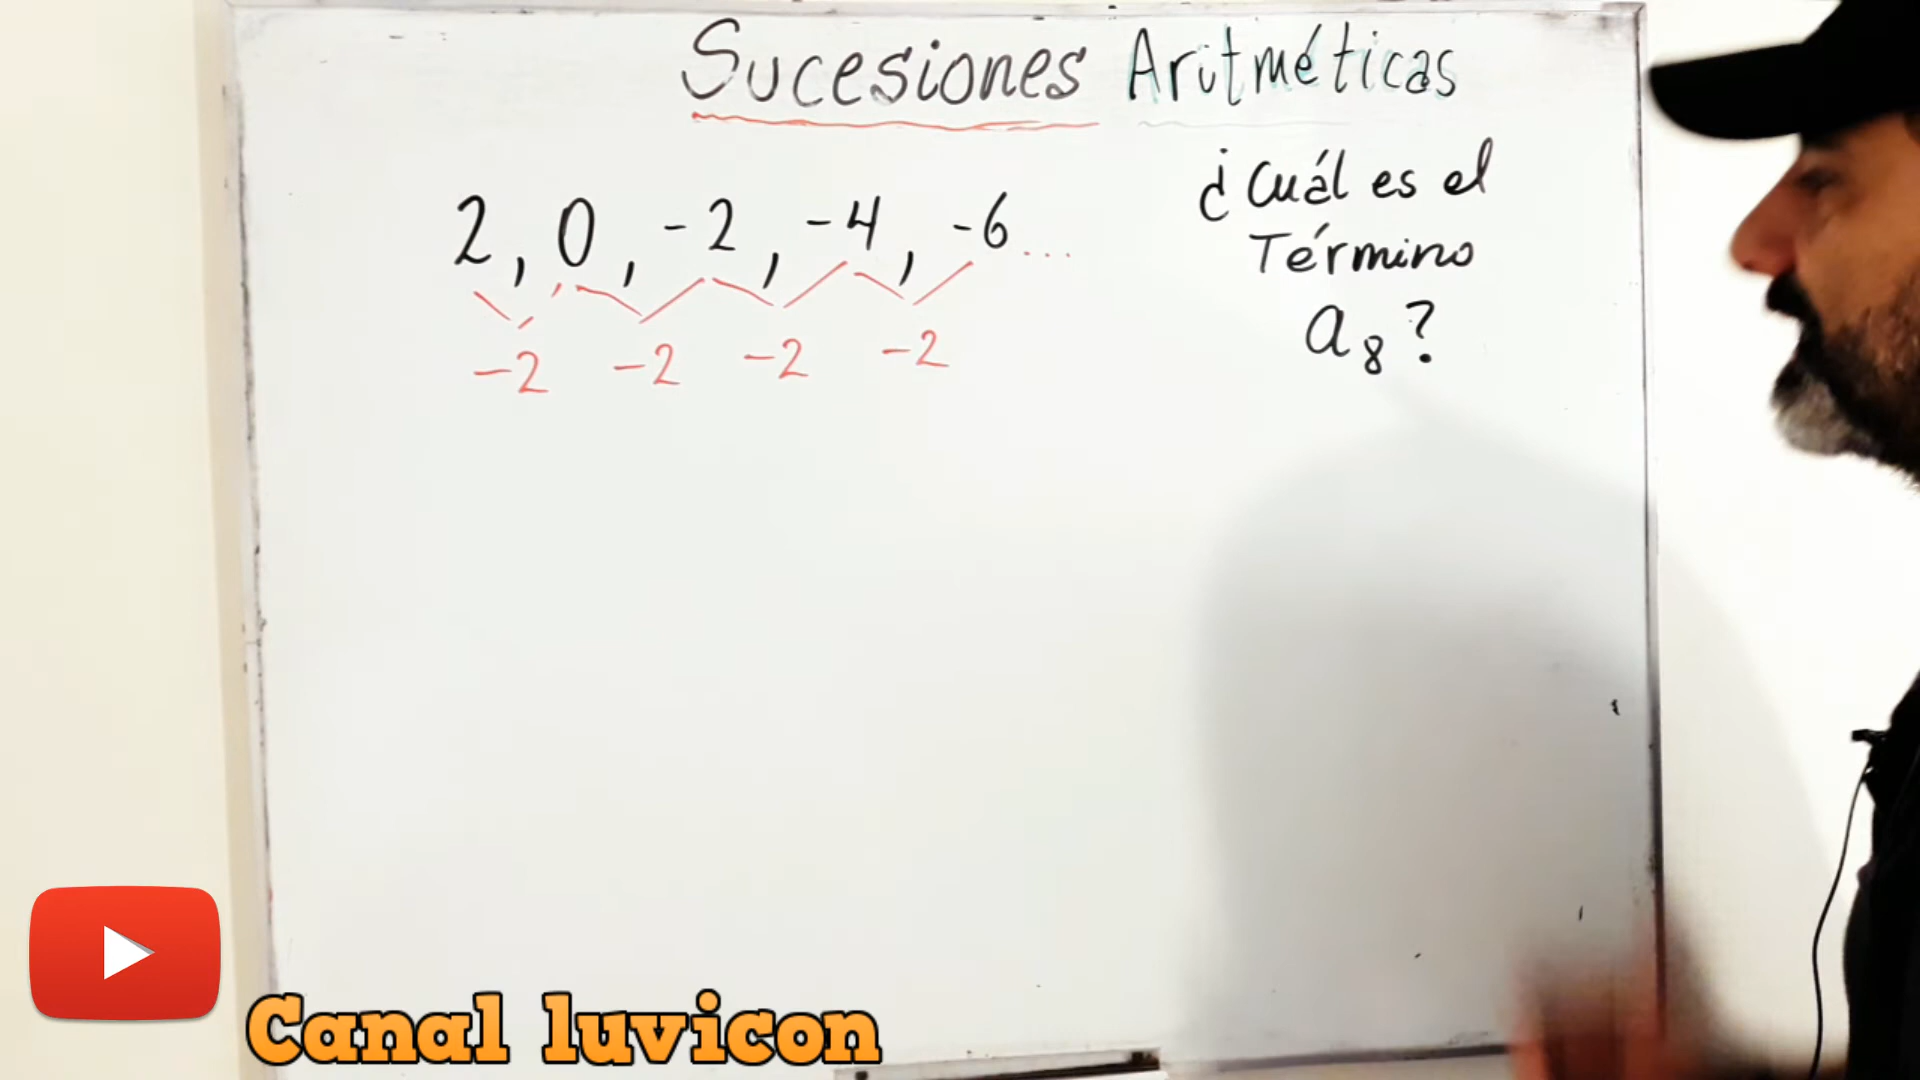 Sucesiones Aritméticas
2, 0, -2, -4, -6...
-2 -2 -2 -2
¿Cuál es el
Término
a₈?
Canal luvicon